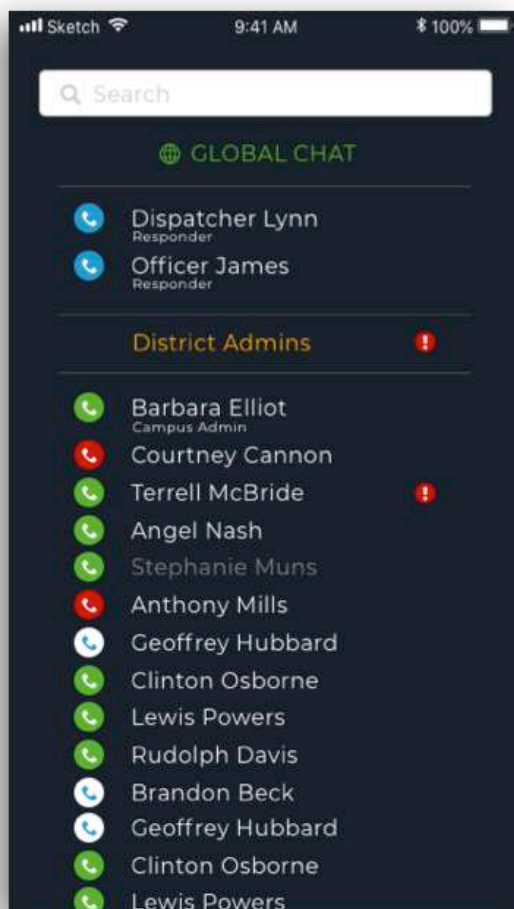 Sketch 9:41 AM 100%
Search
GLOBAL CHAT
Dispatcher Lynn
Responder
Officer James
Responder
District Admins
Barbara Elliot
Campus Admin
Courtney Cannon
Terrell McBride
Angel Nash
Stephanie Muns
Anthony Mills
Geoffrey Hubbard
Clinton Osborne
Lewis Powers
Rudolph Davis
Brandon Beck
Geoffrey Hubbard
Clinton Osborne
Lewis Powers